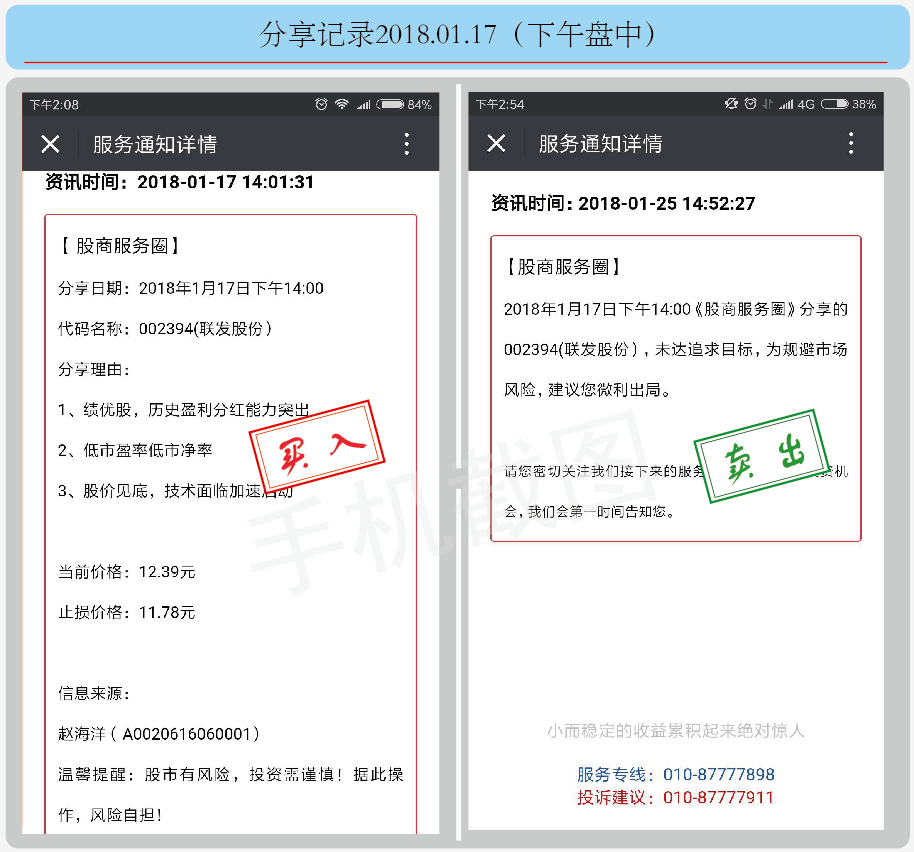 分享记录2018.01.17（下午盘中）
下午2:08
84%
服务通知详情
资讯时间：2018-01-17 14:01:31
【 股商服务圈】
分享日期：2018年1月17日下午14:00
代码名称：002394(联发股份）
分享理由：
1、绩优股，历史盈利分红能力突出
2、低市盈率低市净率
3、股价见底，技术面临加速启动
买入
当前价格：12.39元
止损价格：11.78元
信息来源：
赵海洋（ A0020616060001）
温馨提醒：股市有风险，投资需谨慎！据此操
作，风险自担！
下午2:54
4G 38%
服务通知详情
资讯时间：2018-01-25 14:52:27
【股商服务圈】
2018年1月17日下午14:00《股商服务圈》分享的
002394(联发股份），未达追求目标，为规避市场
风险，建议您微利出局。
卖出
请您密切关注我们接下来的服务
机
会，我们会第一时间告知您。
小而稳定的收益累积起来绝对惊人
服务专线：010-87777898
投诉建议：010-87777911
手机截图